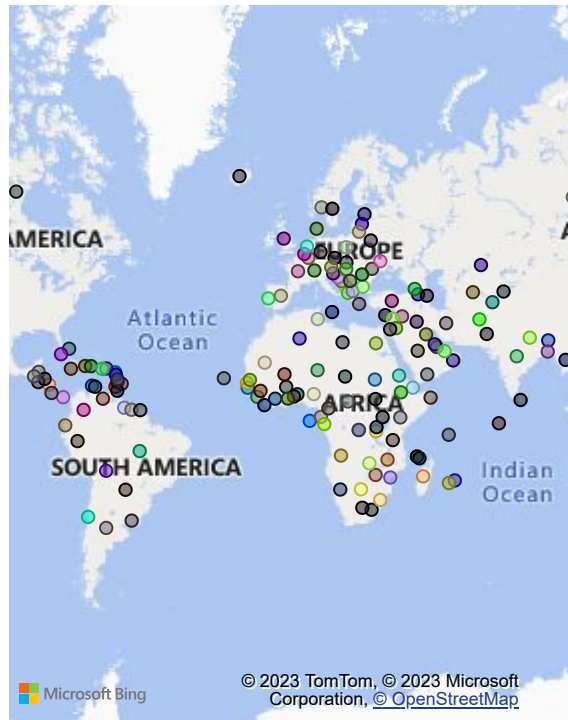 AMERICA
EUROPE
A
Atlantic
Ocean
AFRICA
SOUTH AMERICA
Indian
Ocean
Microsoft Bing
© 2023 TomTom, © 2023 Microsoft
Corporation, © OpenStreetMap